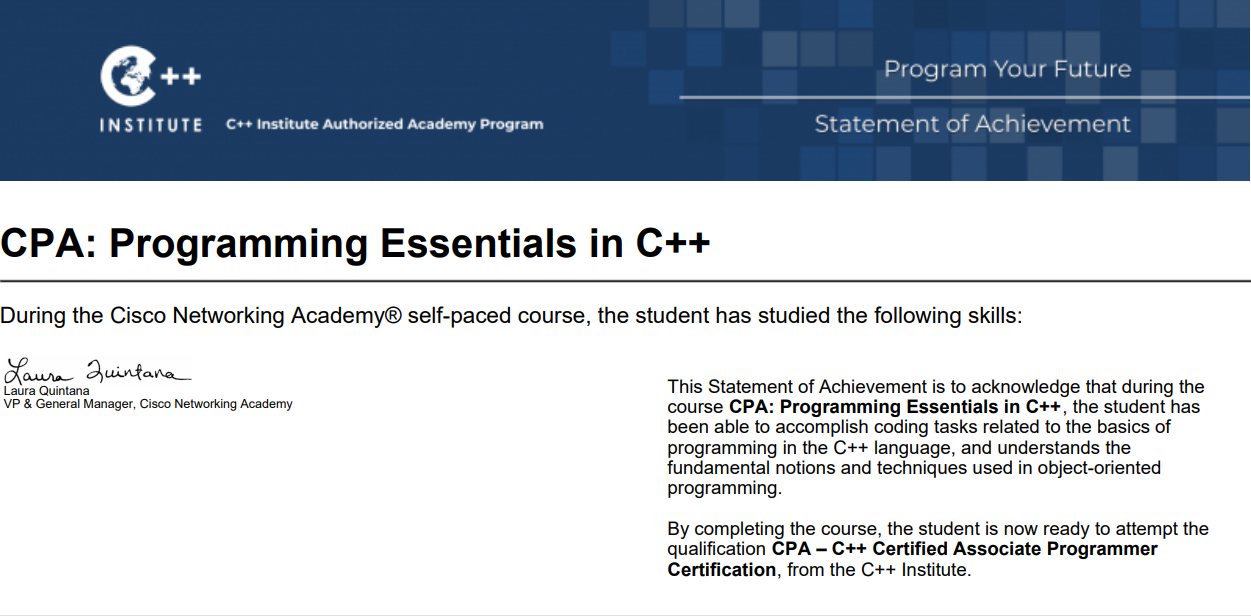 C++
INSTITUTE
C++ Institute Authorized Academy Program
Program Your Future
Statement of Achievement
CPA: Programming Essentials in C++
During the Cisco Networking Academy® self-paced course, the student has studied the following skills:
Laura Quintana
Laura Quintana
VP & General Manager, Cisco Networking Academy
This Statement of Achievement is to acknowledge that during the
course CPA: Programming Essentials in C++, the student has
been able to accomplish coding tasks related to the basics of
programming in the C++ language, and understands the
fundamental notions and techniques used in object-oriented
programming.
By completing the course, the student is now ready to attempt the
qualification CPA – C++ Certified Associate Programmer
Certification, from the C++ Institute.